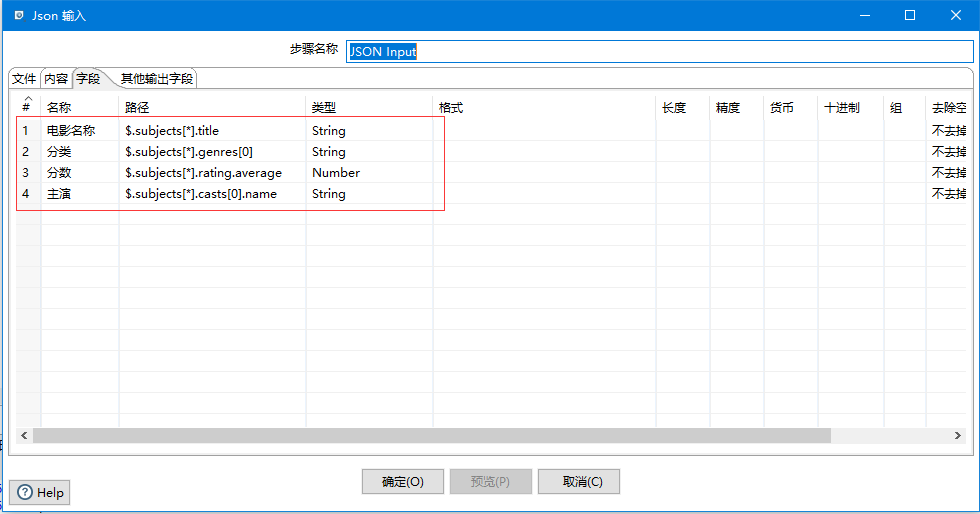 Json 输入
步骤名称 JSON Input
文件 内容 字段 其他输出字段
# 名称 路径 类型 格式 长度 精度 货币 十进制 组 去除空
1 电影名称 $.subjects[*].title String 不去掉
2 分类 $.subjects[*].genres[0] String 不去掉
3 分数 $.subjects[*].rating.average Number 不去掉
4 主演 $.subjects[*].casts[0].name String 不去掉
确定(O) 预览(P) 取消(C)
Help